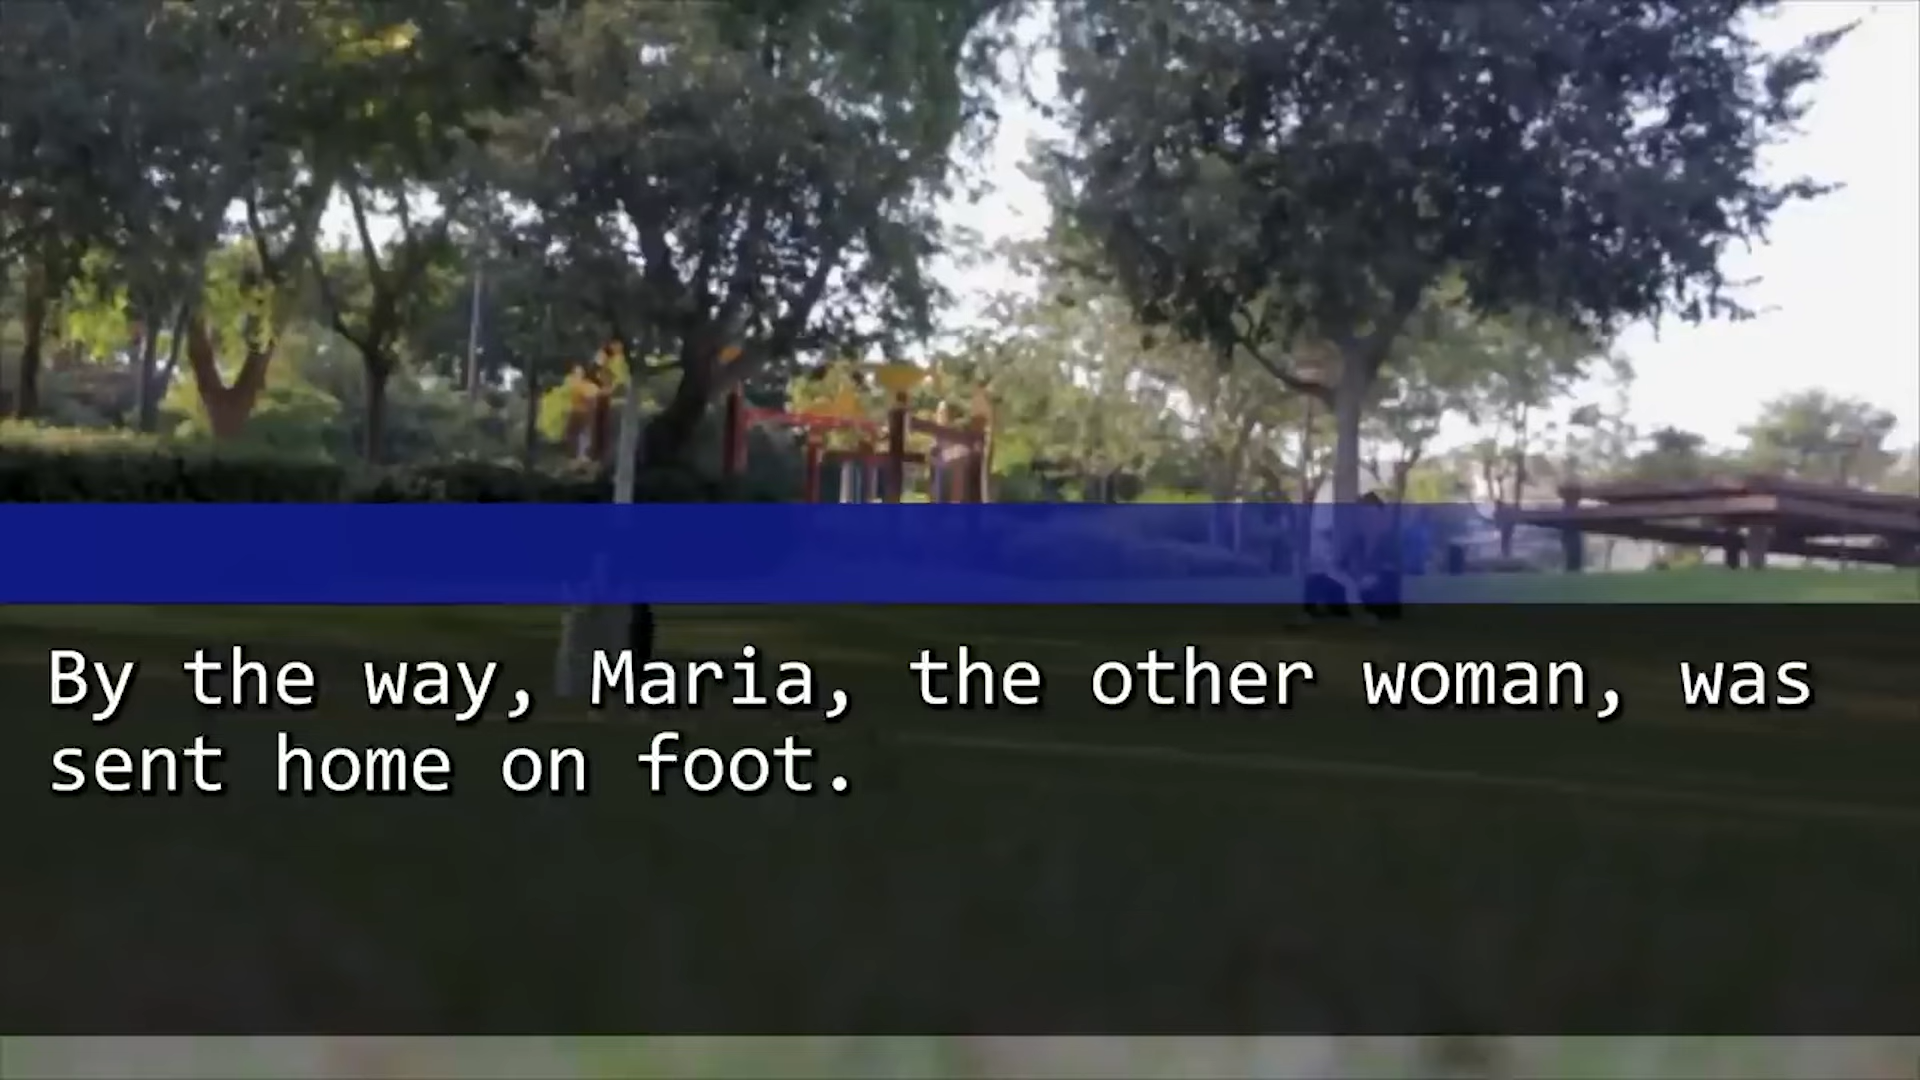 By the way, Maria, the other woman, was
sent home on foot.